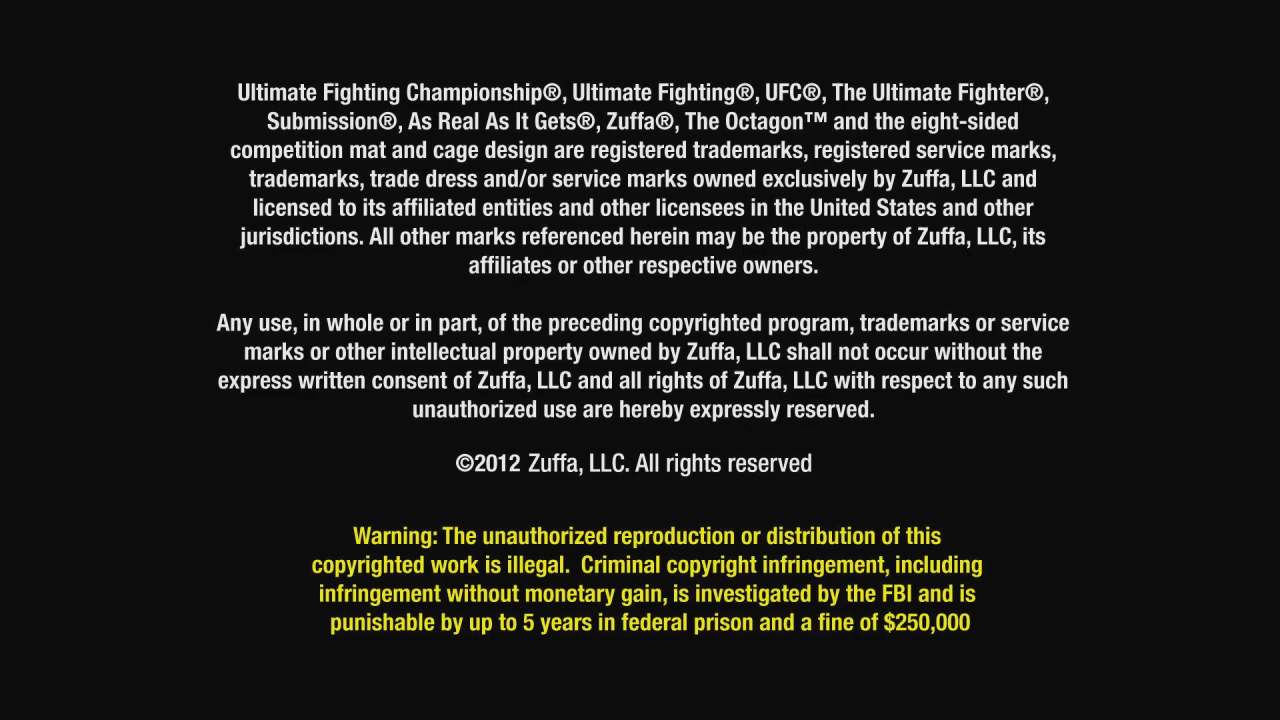 Ultimate Fighting Championship®, Ultimate Fighting®, UFC®, The Ultimate Fighter®,
Submission®, As Real As It Gets®, Zuffa®, The Octagon™ and the eight-sided
competition mat and cage design are registered trademarks, registered service marks,
trademarks, trade dress and/or service marks owned exclusively by Zuffa, LLC and
licensed to its affiliated entities and other licensees in the United States and other
jurisdictions. All other marks referenced herein may be the property of Zuffa, LLC, its
affiliates or other respective owners.
Any use, in whole or in part, of the preceding copyrighted program, trademarks or service
marks or other intellectual property owned by Zuffa, LLC shall not occur without the
express written consent of Zuffa, LLC and all rights of Zuffa, LLC with respect to any such
unauthorized use are hereby expressly reserved.
©2012 Zuffa, LLC. All rights reserved
Warning: The unauthorized reproduction or distribution of this
copyrighted work is illegal.  Criminal copyright infringement, including
infringement without monetary gain, is investigated by the FBI and is
punishable by up to 5 years in federal prison and a fine of $250,000